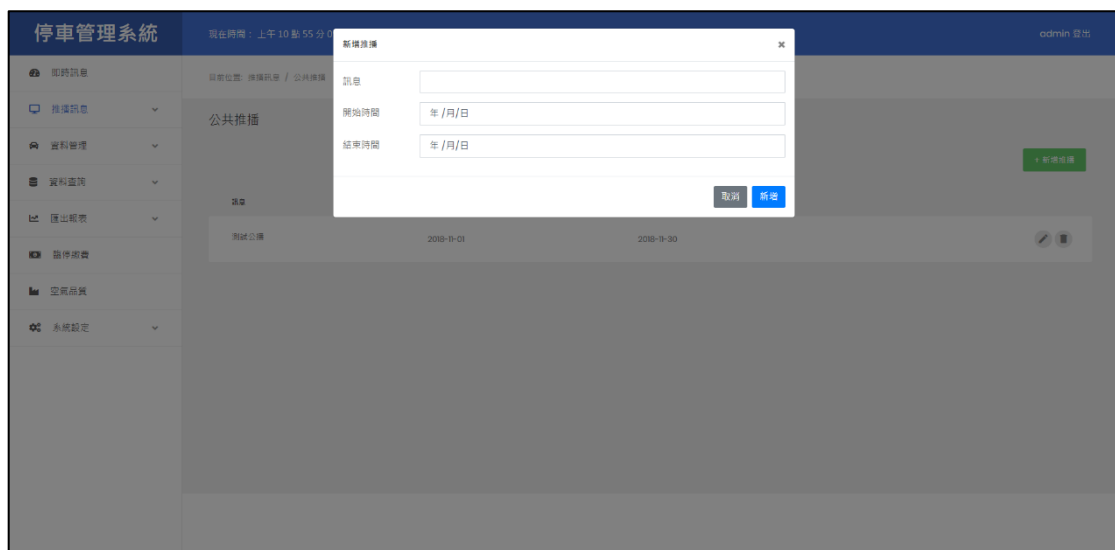 停車管理系統
現在時間： 上午 10 點 55 分 0
admin 登出
新增推播
×
訊息
開始時間
年 /月/日
結束時間
年 /月/日
取消
新增
即時訊息
推播訊息
資料管理
資料查詢
匯出報表
臨停繳費
空氣品質
系統設定
目前位置: 推播訊息 / 公共推播
公共推播
+ 新增推播
訊息
測試公播
2018-11-01
2018-11-30